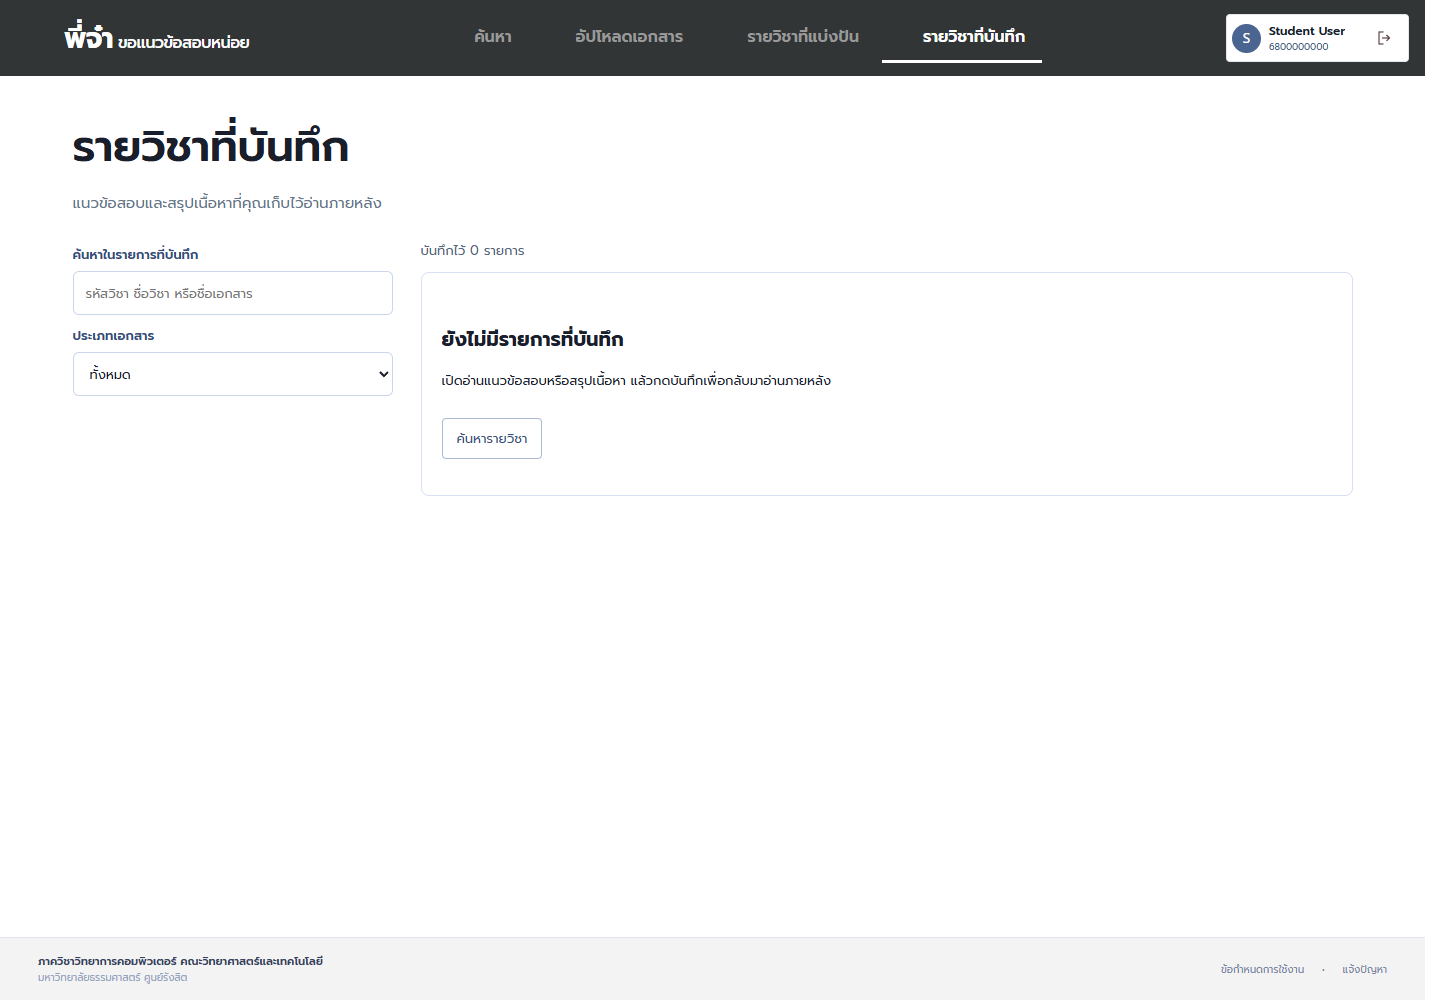 พี่จ๋า ขอแนวข้อสอบหน่อย
ค้นหา
อัปโหลดเอกสาร
รายวิชาที่แบ่งปัน
รายวิชาที่บันทึก
S
Student User
6800000000
รายวิชาที่บันทึก
แนวข้อสอบและสรุปเนื้อหาที่คุณเก็บไว้อ่านภายหลัง
ค้นหาในรายการที่บันทึก
รหัสวิชา ชื่อวิชา หรือชื่อเอกสาร
ประเภทเอกสาร
ทั้งหมด
บันทึกไว้ 0 รายการ
ยังไม่มีรายการที่บันทึก
เปิดอ่านแนวข้อสอบหรือสรุปเนื้อหา แล้วกดบันทึกเพื่อกลับมาอ่านภายหลัง
ค้นหารายวิชา
ภาควิชาวิทยาการคอมพิวเตอร์ คณะวิทยาศาสตร์และเทคโนโลยี
มหาวิทยาลัยธรรมศาสตร์ ศูนย์รังสิต
ข้อกำหนดการใช้งาน • แจ้งปัญหา